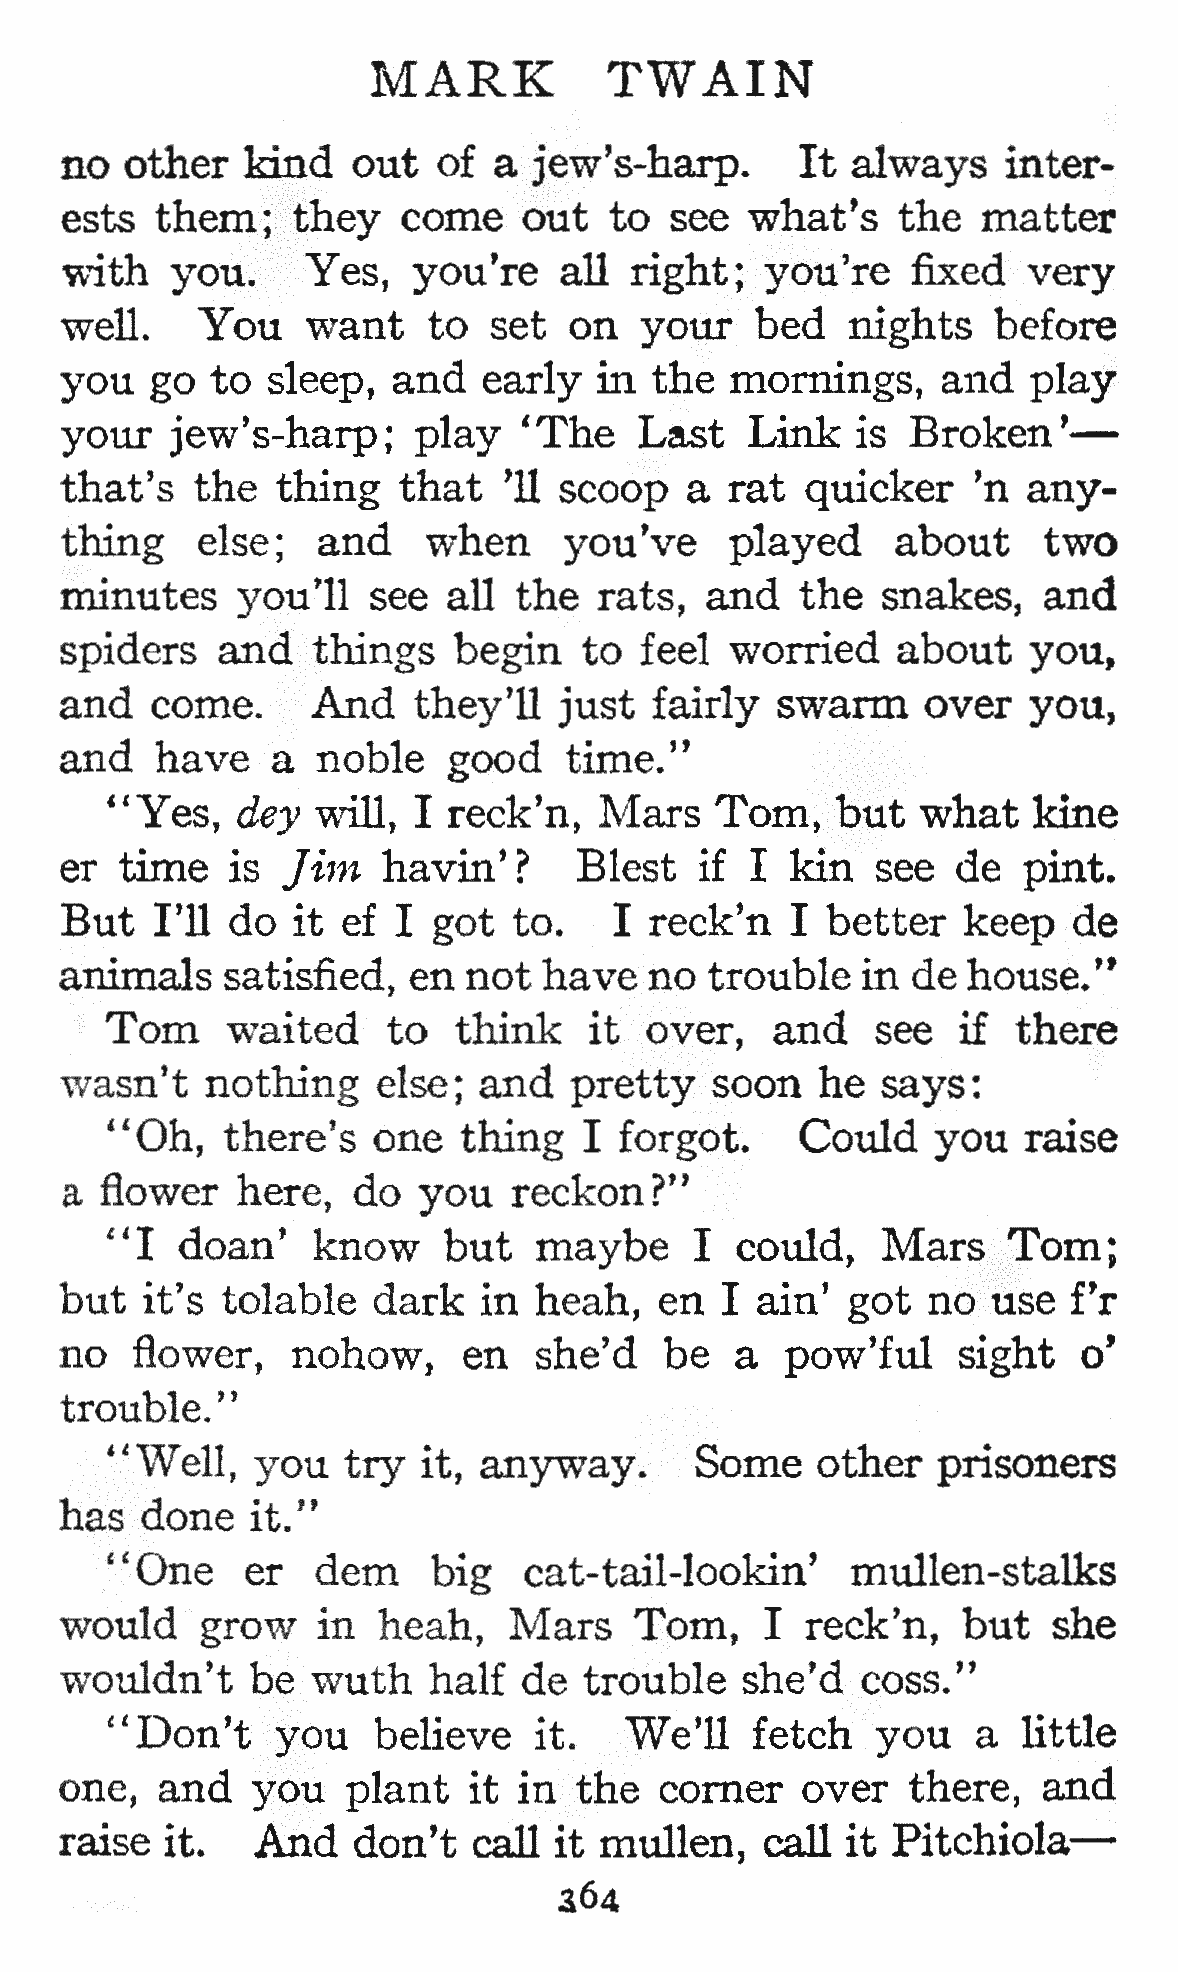 MARK TWAIN
no other kind out of a jew's-harp. It always inter-
ests them; they come out to see what's the matter
with you. Yes, you're all right; you're fixed very
well. You want to set on your bed nights before
you go to sleep, and early in the mornings, and play
your jew's-harp; play 'The Last Link is Broken'—
that's the thing that 'll scoop a rat quicker 'n any-
thing else; and when you've played about two
minutes you'll see all the rats, and the snakes, and
spiders and things begin to feel worried about you,
and come. And they'll just fairly swarm over you,
and have a noble good time."
"Yes, dey will, I reck'n, Mars Tom, but what kine
er time is Jim havin'? Blest if I kin see de pint.
But I'll do it ef I got to. I reck'n I better keep de
animals satisfied, en not have no trouble in de house."
Tom waited to think it over, and see if there
wasn't nothing else; and pretty soon he says:
"Oh, there's one thing I forgot. Could you raise
a flower here, do you reckon?"
"I doan' know but maybe I could, Mars Tom;
but it's tolable dark in heah, en I ain' got no use f'r
no flower, nohow, en she'd be a pow'ful sight o'
trouble."
"Well, you try it, anyway. Some other prisoners
has done it."
"One er dem big cat-tail-lookin' mullen-stalks
would grow in heah, Mars Tom, I reck'n, but she
wouldn't be wuth half de trouble she'd coss."
"Don't you believe it. We'll fetch you a little
one, and you plant it in the corner over there, and
raise it. And don't call it mullen, call it Pitchiola—
364